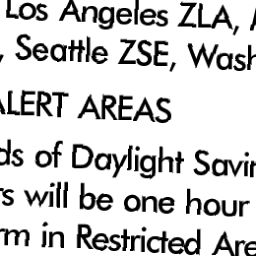 Los Angeles ZLA,
, Seattle ZSE, Wash
ALERT AREAS
ds of Daylight Savin
rs will be one hour
rm in Restricted Are